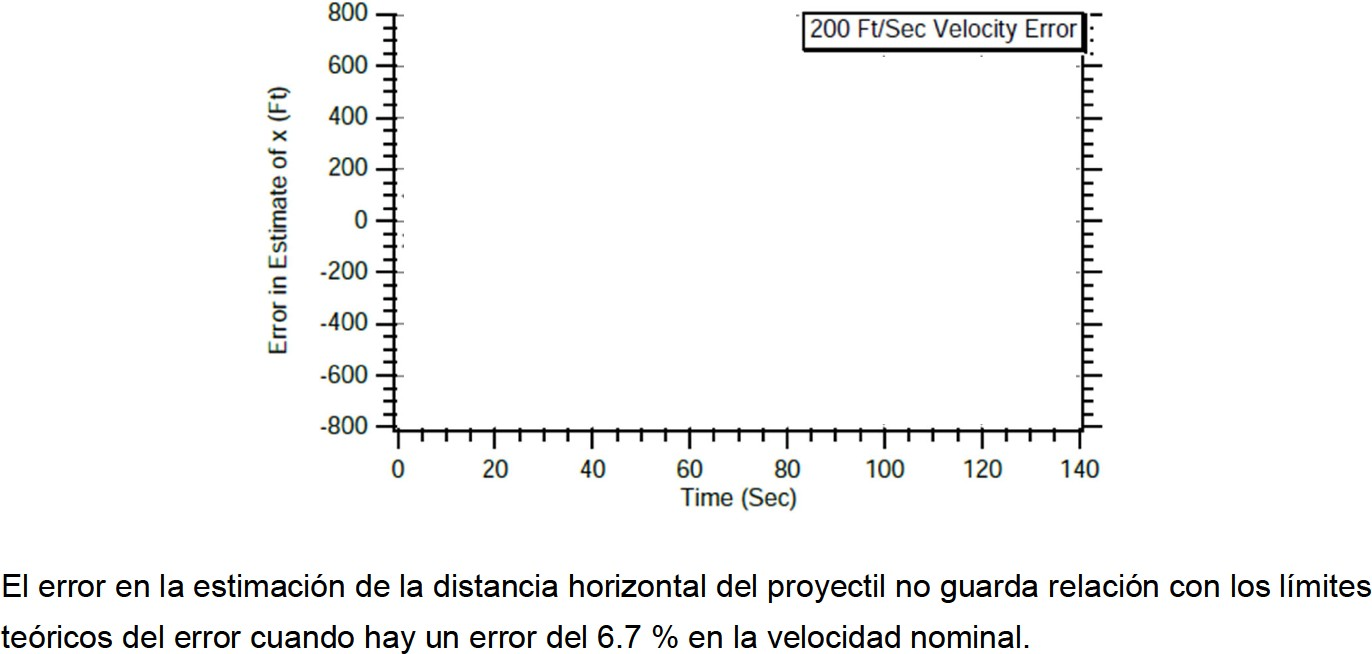 800
200 Ft/Sec Velocity Error
600
400
200
0
-200
-400
-600
-800
Error in Estimate of x (Ft)
0 20 40 60 80 100 120 140
Time (Sec)
El error en la estimación de la distancia horizontal del proyectil no guarda relación con los límites
teóricos del error cuando hay un error del 6.7 % en la velocidad nominal.